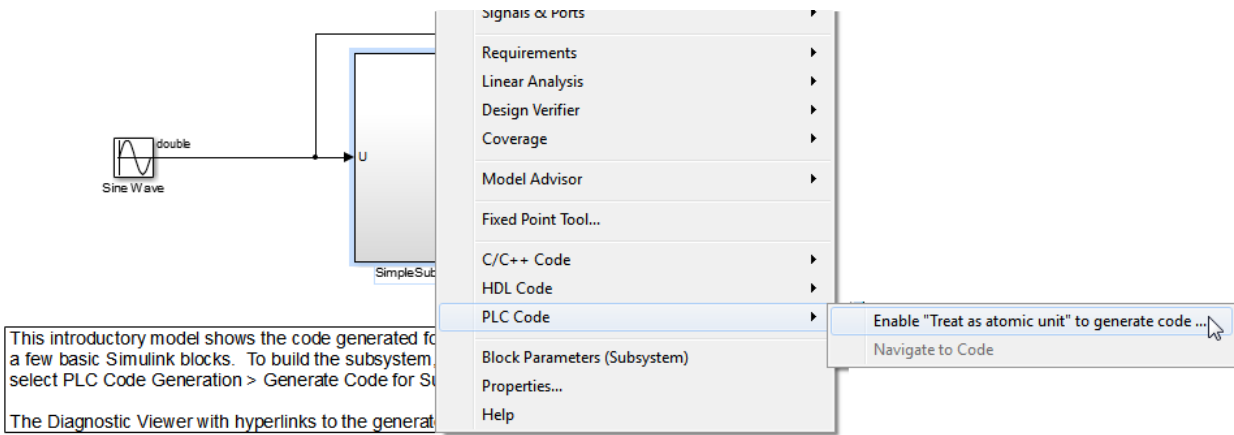 Signals & Ports
Requirements
Linear Analysis
Design Verifier
Coverage
Model Advisor
Fixed Point Tool...
C/C++ Code
HDL Code
PLC Code
Block Parameters (Subsystem)
Properties...
Help
Enable "Treat as atomic unit" to generate code ...
Navigate to Code
double
U
Sine Wave
SimpleSub
This introductory model shows the code generated fo
a few basic Simulink blocks. To build the subsystem,
select PLC Code Generation > Generate Code for Su
The Diagnostic Viewer with hyperlinks to the generat